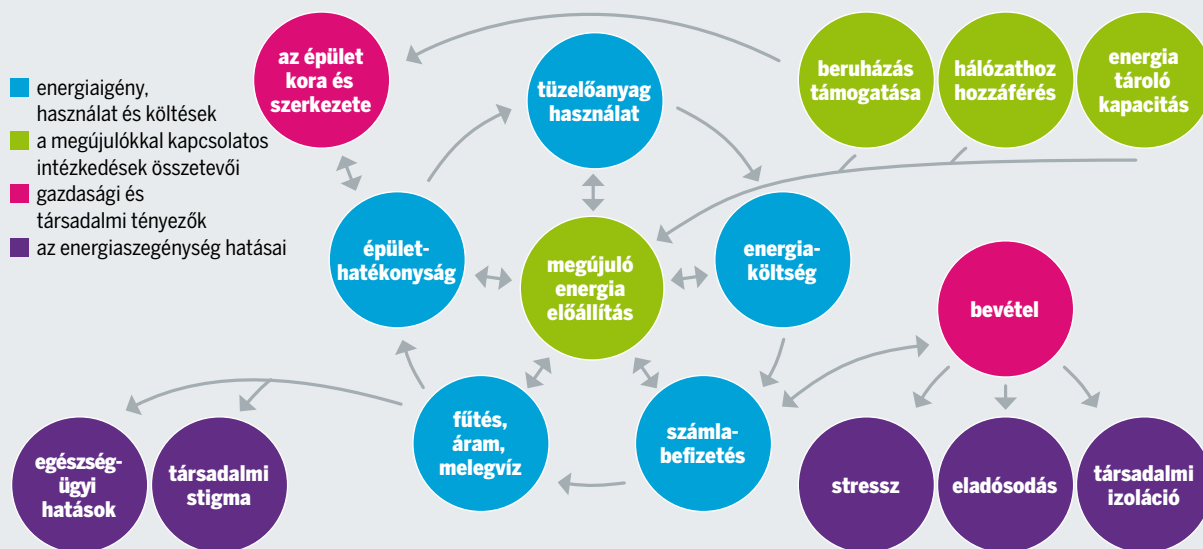 energiaigény,
használat és költések
a megújulókkal kapcsolatos
intézkedések összetevői
gazdasági és
társadalmi tényezők
az energiaszegénység hatásai
az épület
kora és
szerkezete
tüzelőanyag
használat
beruházás
támogatása
hálózathoz
hozzáférés
energia
tároló
kapacitás
épület-
hatékonyság
megújuló
energia
előállítás
energia-
költség
bevétel
fűtés,
áram,
melegvíz
számla-
befizetés
egészség-
ügyi
hatások
társadalmi
stigma
stressz
eladósodás
társadalmi
izoláció